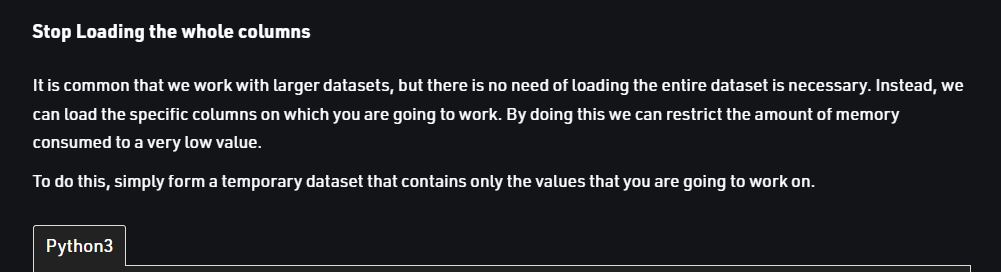 Stop Loading the whole columns
It is common that we work with larger datasets, but there is no need of loading the entire dataset is necessary. Instead, we
can load the specific columns on which you are going to work. By doing this we can restrict the amount of memory
consumed to a very low value.
To do this, simply form a temporary dataset that contains only the values that you are going to work on.
Python3